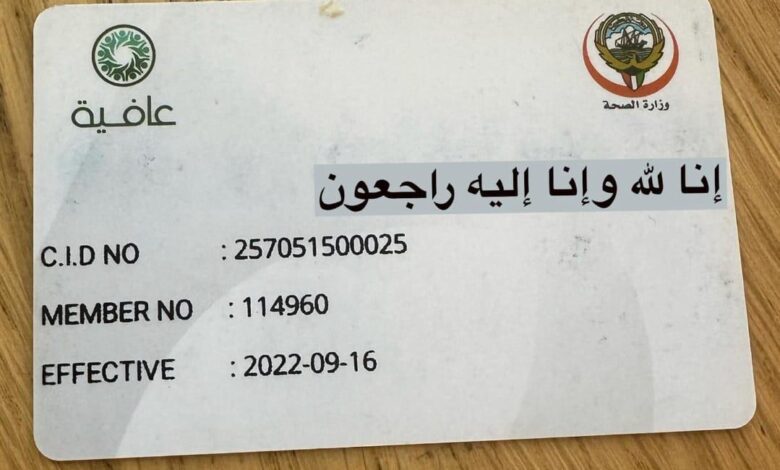 عافية
وزارة الصحة
إنا لله وإنا إليه راجعون
C.I.D NO : 257051500025
MEMBER NO : 114960
EFFECTIVE : 2022-09-16